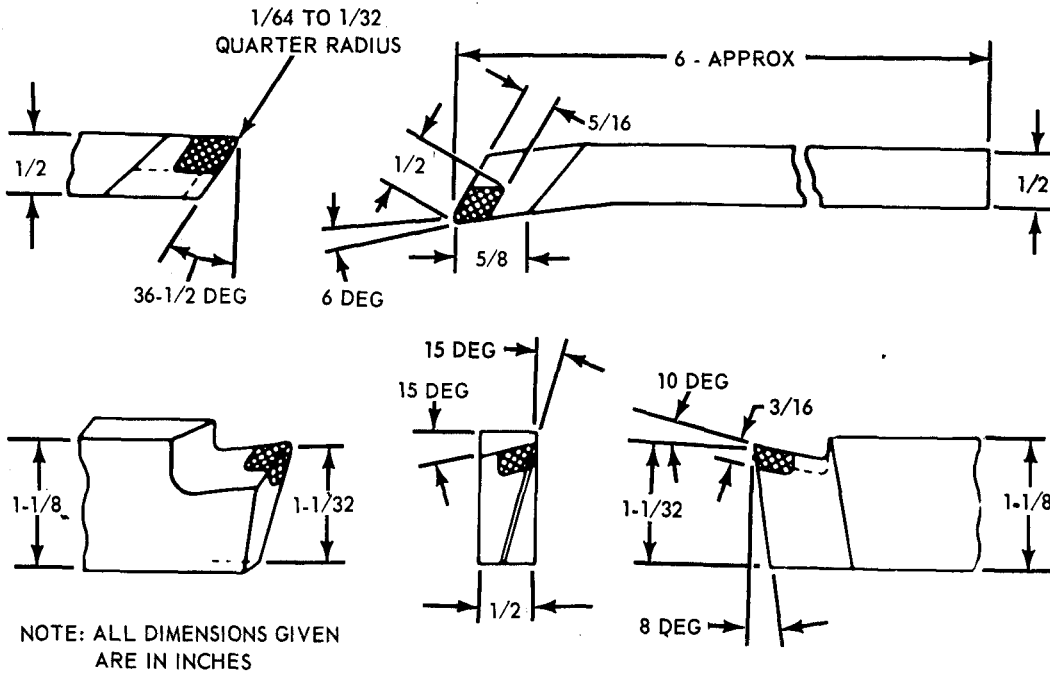 1/64 TO 1/32
QUARTER RADIUS
6 - APPROX
5/16
1/2
1/2
1/2
5/8
36-1/2 DEG
6 DEG
15 DEG
15 DEG
10 DEG
3/16
1-1/8
1-1/32
1-1/32
1-1/8
1/2
8 DEG
NOTE: ALL DIMENSIONS GIVEN
ARE IN INCHES